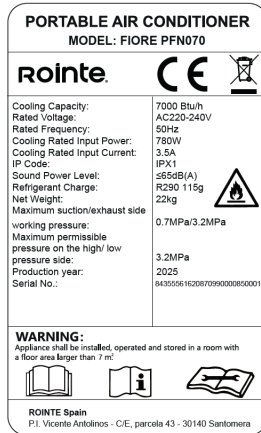 PORTABLE AIR CONDITIONER
MODEL: FIORE PFN070
Rointe
CE
Cooling Capacity: 7000 Btu/h
Rated Voltage: AC220-240V
Rated Frequency: 50Hz
Cooling Rated Input Power: 780W
Cooling Rated Input Current: 3.5A
IP Code: IPX1
Sound Power Level: ≤65dB(A)
Refrigerant Charge: R290 115g
Net Weight: 22kg
Maximum suction/exhaust side
working pressure: 0.7MPa/3.2MPa
Maximum permissible
pressure on the high/ low
pressure side: 3.2MPa
Production year: 2025
Serial No.: 84355561620870990000850001
WARNING:
Appliance shall be installed, operated and stored in a room with
a floor area larger than 7 m²
i
ROINTE Spain
P.I. Vicente Antolinos - C/E, parcela 43 - 30140 Santomera